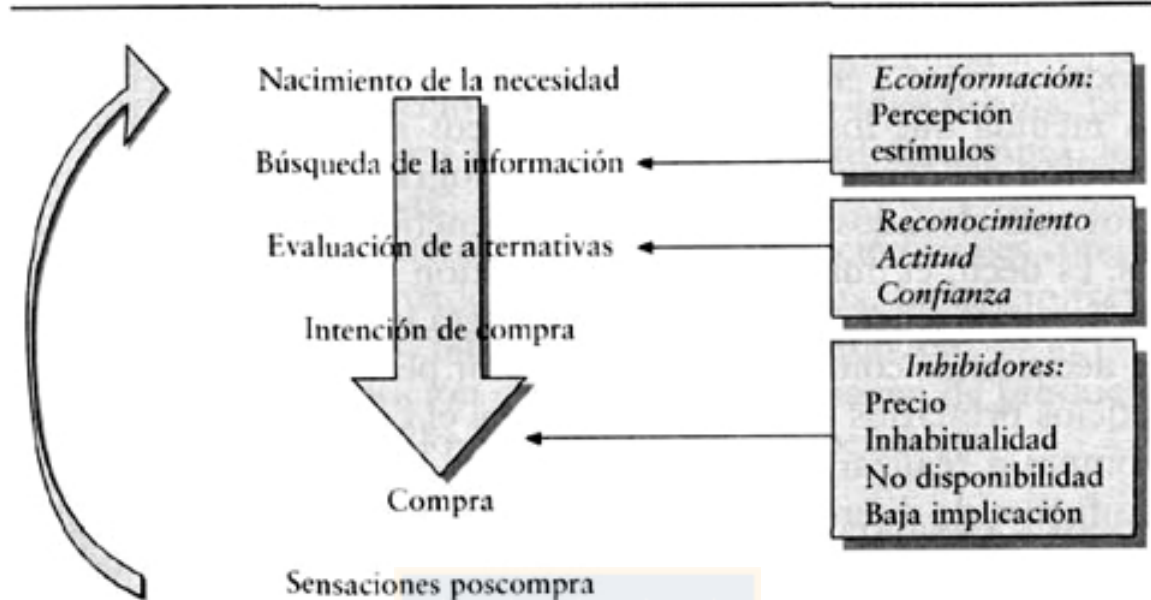 Nacimiento de la necesidad
Búsqueda de la información
Evaluación de alternativas
Intención de compra
Compra
Sensaciones poscompra
Ecoinformación:
Percepción
estímulos
Reconocimiento
Actitud
Confianza
Inhibidores:
Precio
Inhabitualidad
No disponibilidad
Baja implicación